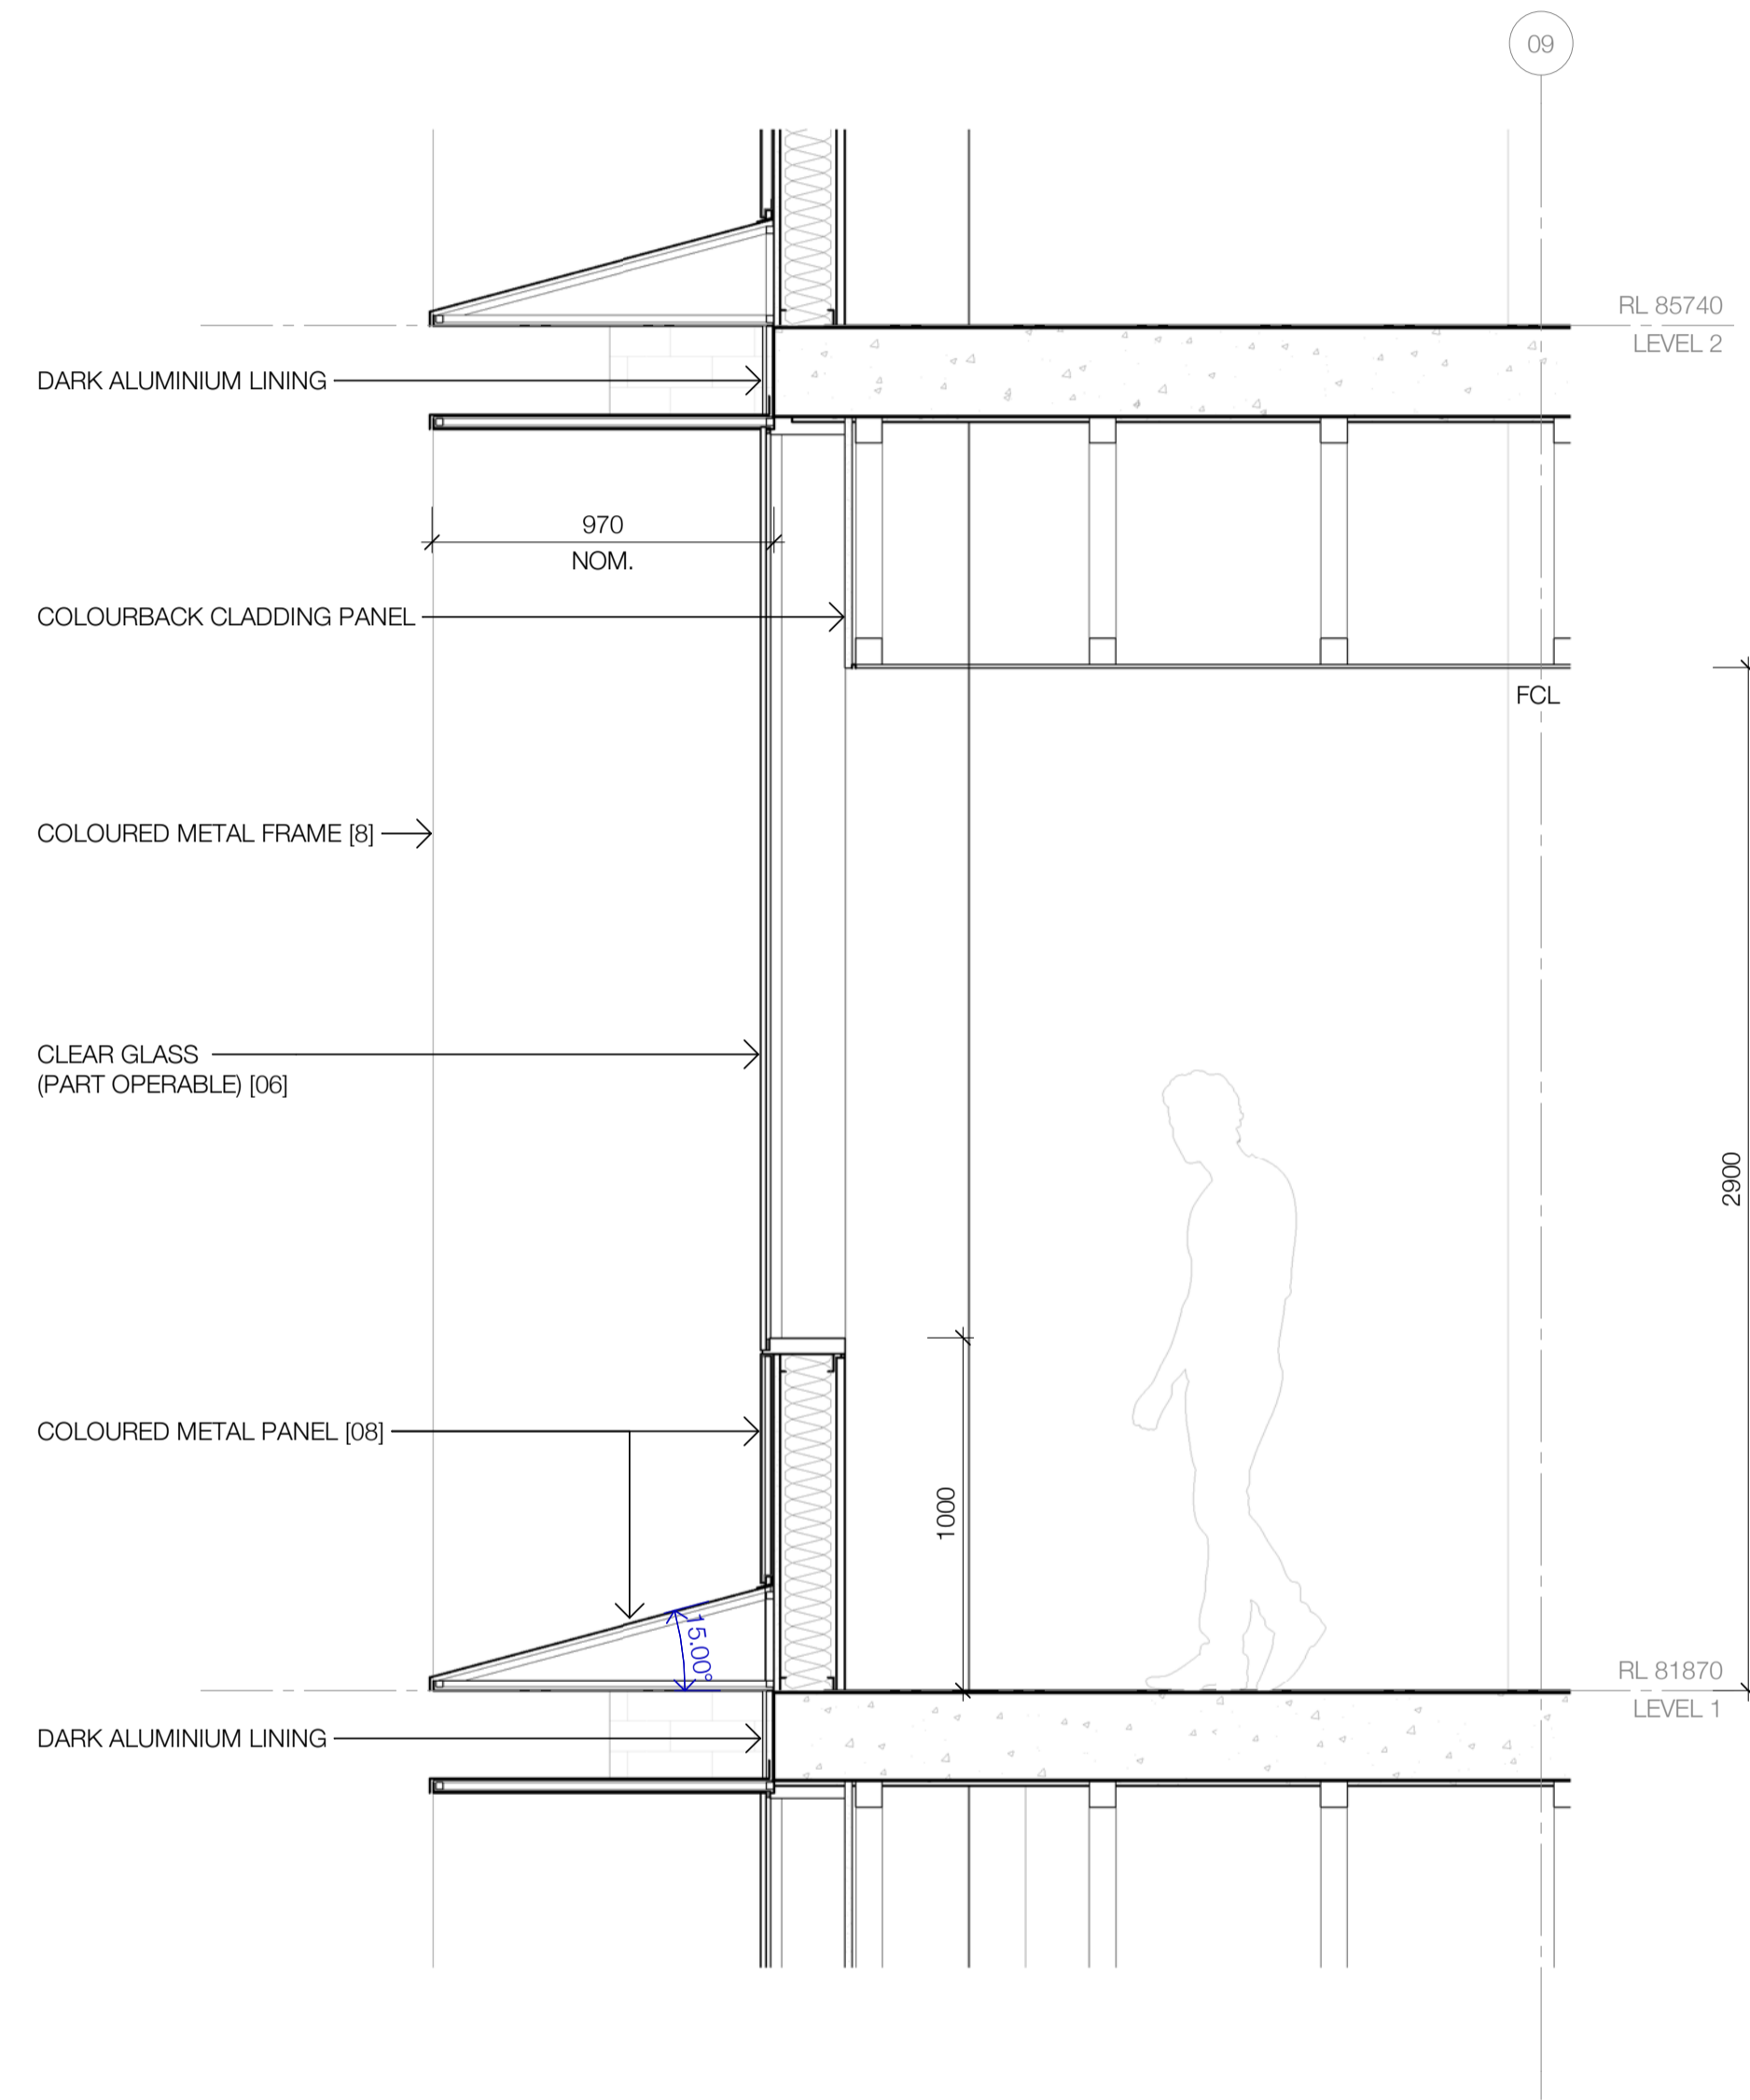 09
RL 85740
LEVEL 2
DARK ALUMINIUM LINING
970
NOM.
COLOURBACK CLADDING PANEL
FCL
COLOURED METAL FRAME [8]
CLEAR GLASS
(PART OPERABLE) [06]
2900
COLOURED METAL PANEL [08]
1000
15.00°
RL 81870
LEVEL 1
DARK ALUMINIUM LINING